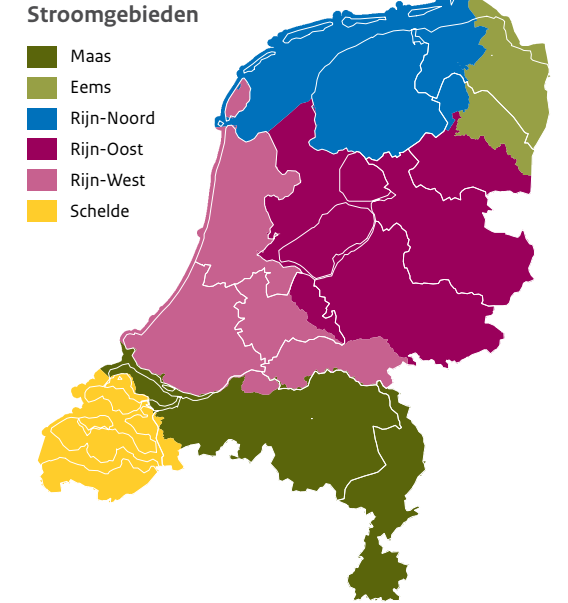 Stroomgebieden
Maas
Eems
Rijn-Noord
Rijn-Oost
Rijn-West
Schelde